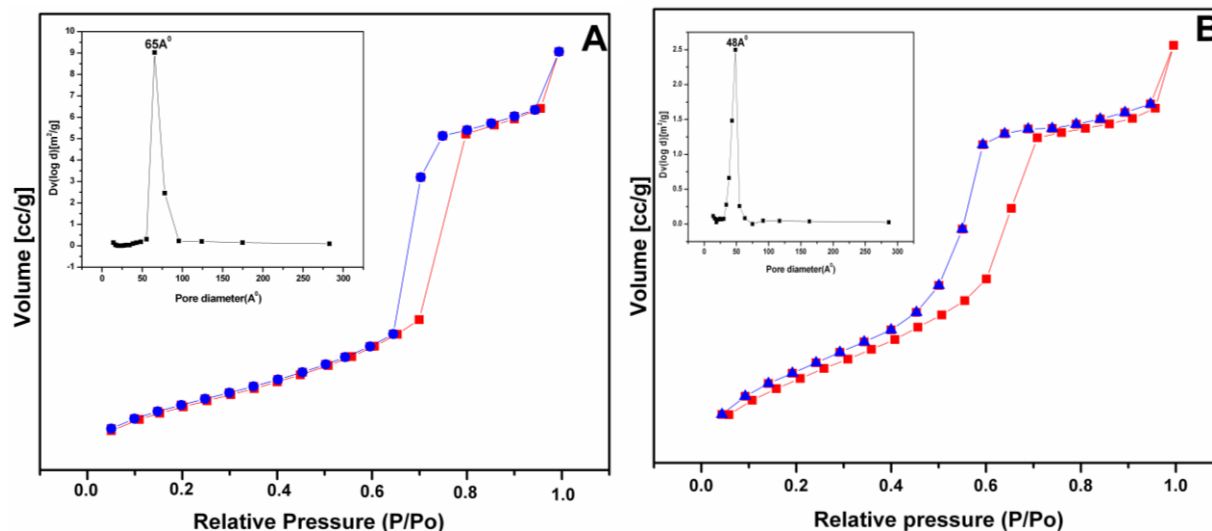 A
65A⁰
10
9
8
7
6
5
4
3
2
1
0
-1
Dv(log d)[m²/g]
0 50 100 150 200 250 300
Pore diameter(A⁰)
Volume [cc/g]
0.0 0.2 0.4 0.6 0.8 1.0
Relative Pressure (P/Po)
B
48A⁰
2.5
2.0
1.5
1.0
0.5
0.0
Dv(log d)[m²/g]
0 50 100 150 200 250 300
Pore diameter(A⁰)
Volume [cc/g]
0.0 0.2 0.4 0.6 0.8 1.0
Relative pressure (P/Po)